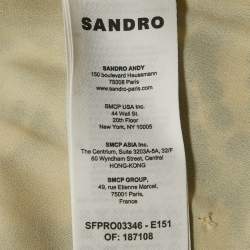 SANDRO
SANDRO ANDY
150 boulevard Haussmann
75008 Paris
www.sandro-paris.com
SMCP USA Inc.
44 Wall St.
20th Floor
New York, NY 10005
SMCP ASIA Inc.
The Centrium, Suite 3203A-5A, 32/F
60 Wyndham Street, Central
HONG-KONG
SMCP GROUP,
49, rue Etienne Marcel,
75001 Paris
FRANCE
SFPRO03346 - E151
OF: 187108